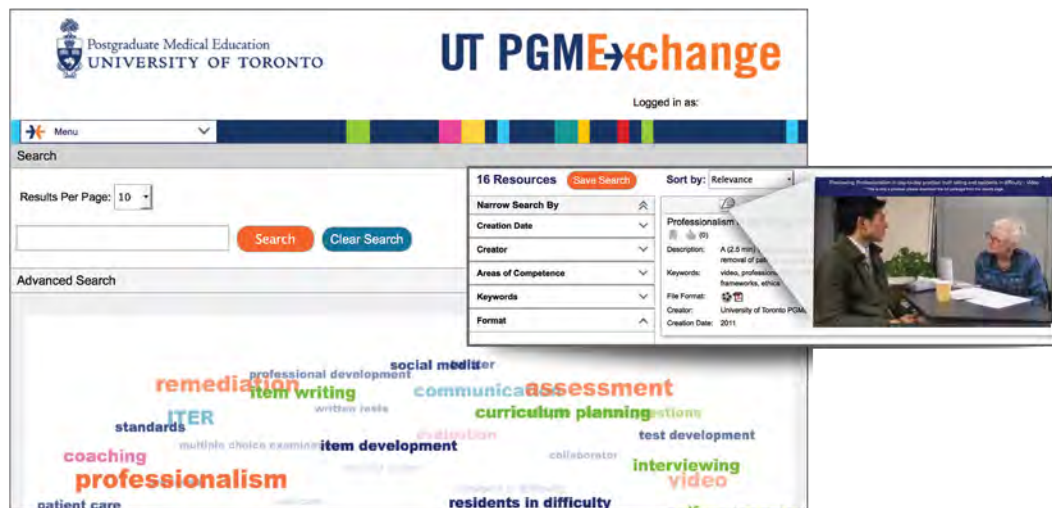 Postgraduate Medical Education
UNIVERSITY OF TORONTO
UT PGMExchange
Logged in as:
Menu
Search
Results Per Page: 10
Search
Clear Search
Advanced Search
16 Resources
Save Search
Sort by: Relevance
Narrow Search By
Creation Date
Creator
Areas of Competence
Keywords
Format
Professionalism
(0)
Description: A (2.5 min)
removal of
Keywords: video,
frameworks, ethics
File Format:
Creator: University of Toronto
Creation Date: 2011
social media
professional development
remediation
item writing
communication
assessment
written tests
curriculum planning
ITER
standards
evaluation
test development
multiple choice
item development
coaching
collaborator
interviewing
professionalism
video
patient care
residents in difficulty